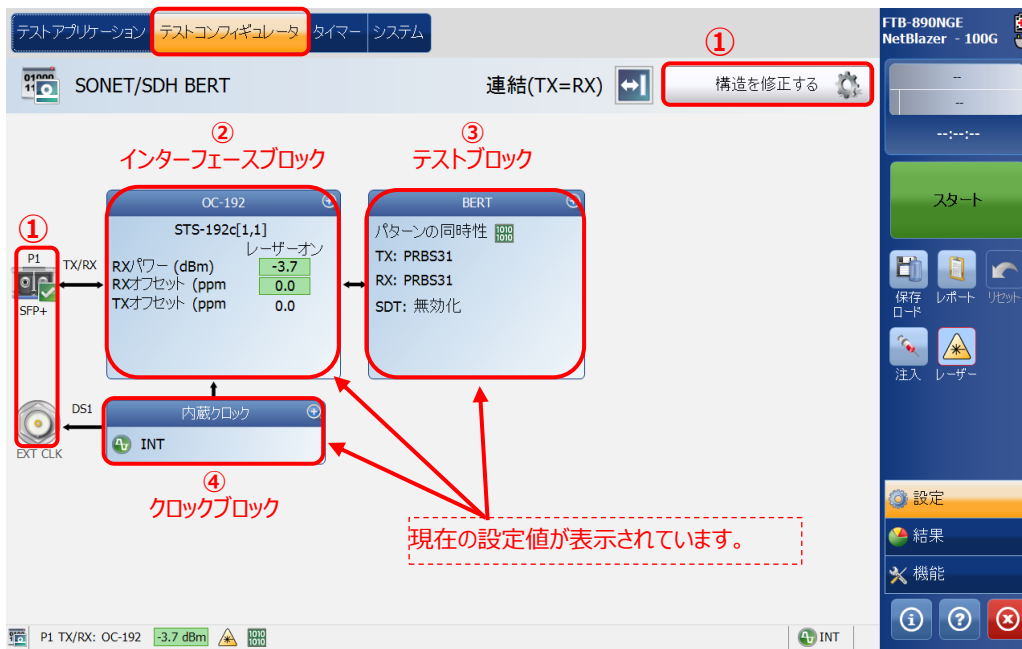 テストアプリケーション テストコンフィギュレータ タイマー システム
FTB-890NGE
NetBlazer - 100G
①
SONET/SDH BERT
連結(TX=RX)
構造を修正する
--
--
--:--:--
②
インターフェースブロック
③
テストブロック
スタート
①
P1
TX/RX
SFP+
OC-192
STS-192c[1,1]
レーザーオン
RXパワー (dBm) -3.7
RXオフセット (ppm 0.0
TXオフセット (ppm 0.0
BERT
パターンの同時性
TX: PRBS31
RX: PRBS31
SDT: 無効化
保存
ロード
レポート
リセット
注入
レーザー
DS1
EXT CLK
内蔵クロック
INT
④
クロックブロック
現在の設定値が表示されています。
設定
結果
機能
P1 TX/RX: OC-192 -3.7 dBm
INT